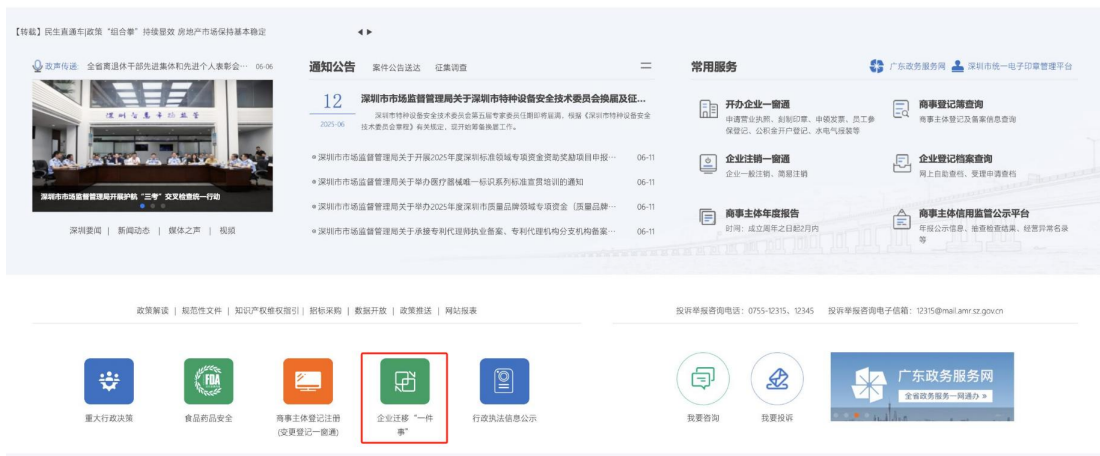 【转载】民生直通车|政策“组合拳”持续显效 房地产市场保持基本稳定
政声传递 全省离退休干部先进集体和先进个人表彰会… 06-06
深圳市市场监督管理局开展护航“三考”交叉检查统一行动
深圳要闻 | 新闻动态 | 媒体之声 | 视频
通知公告 案件公告送达 征集调查
12
2025-06
深圳市市场监督管理局关于深圳市特种设备安全技术委员会换届及征...
深圳市特种设备安全技术委员会第五届专家委员任期即将届满，根据《深圳市特种设备安全
技术委员会章程》有关规定，现开始筹备换届工作。
深圳市市场监督管理局关于开展2025年度深圳标准领域专项资金资助奖励项目申报… 06-11
深圳市市场监督管理局关于举办医疗器械唯一标识系列标准宣贯培训的通知 06-11
深圳市市场监督管理局关于举办2025年度深圳市质量品牌领域专项资金（质量品牌… 06-11
深圳市市场监督管理局关于承接专利代理师执业备案、专利代理机构分支机构备案… 06-11
常用服务 广东政务服务网 深圳市统一电子印章管理平台
开办企业一窗通
申请营业执照、刻制印章、申领发票、员工参
保登记、公积金开户登记、水电气报装等
商事登记簿查询
商事主体登记及备案信息查询
企业注销一窗通
企业一般注销、简易注销
企业登记档案查询
网上自助查档、受理申请查档
商事主体年度报告
时间：成立周年之日起2月内
商事主体信用监管公示平台
年报公示信息、抽查检查结果、经营异常名录
等
政策解读 | 规范性文件 | 知识产权维权指引 | 招标采购 | 数据开放 | 政策推送 | 网站报表
投诉举报咨询电话：0755-12315、12345 投诉举报咨询电子信箱：12315@mail.amr.sz.gov.cn
重大行政决策
FDA
食品药品安全
商事主体登记注册
(变更登记一窗通)
企业迁移“一件
事”
行政执法信息公示
我要咨询
我要投诉
广东政务服务网
全省政务服务一网通办 »